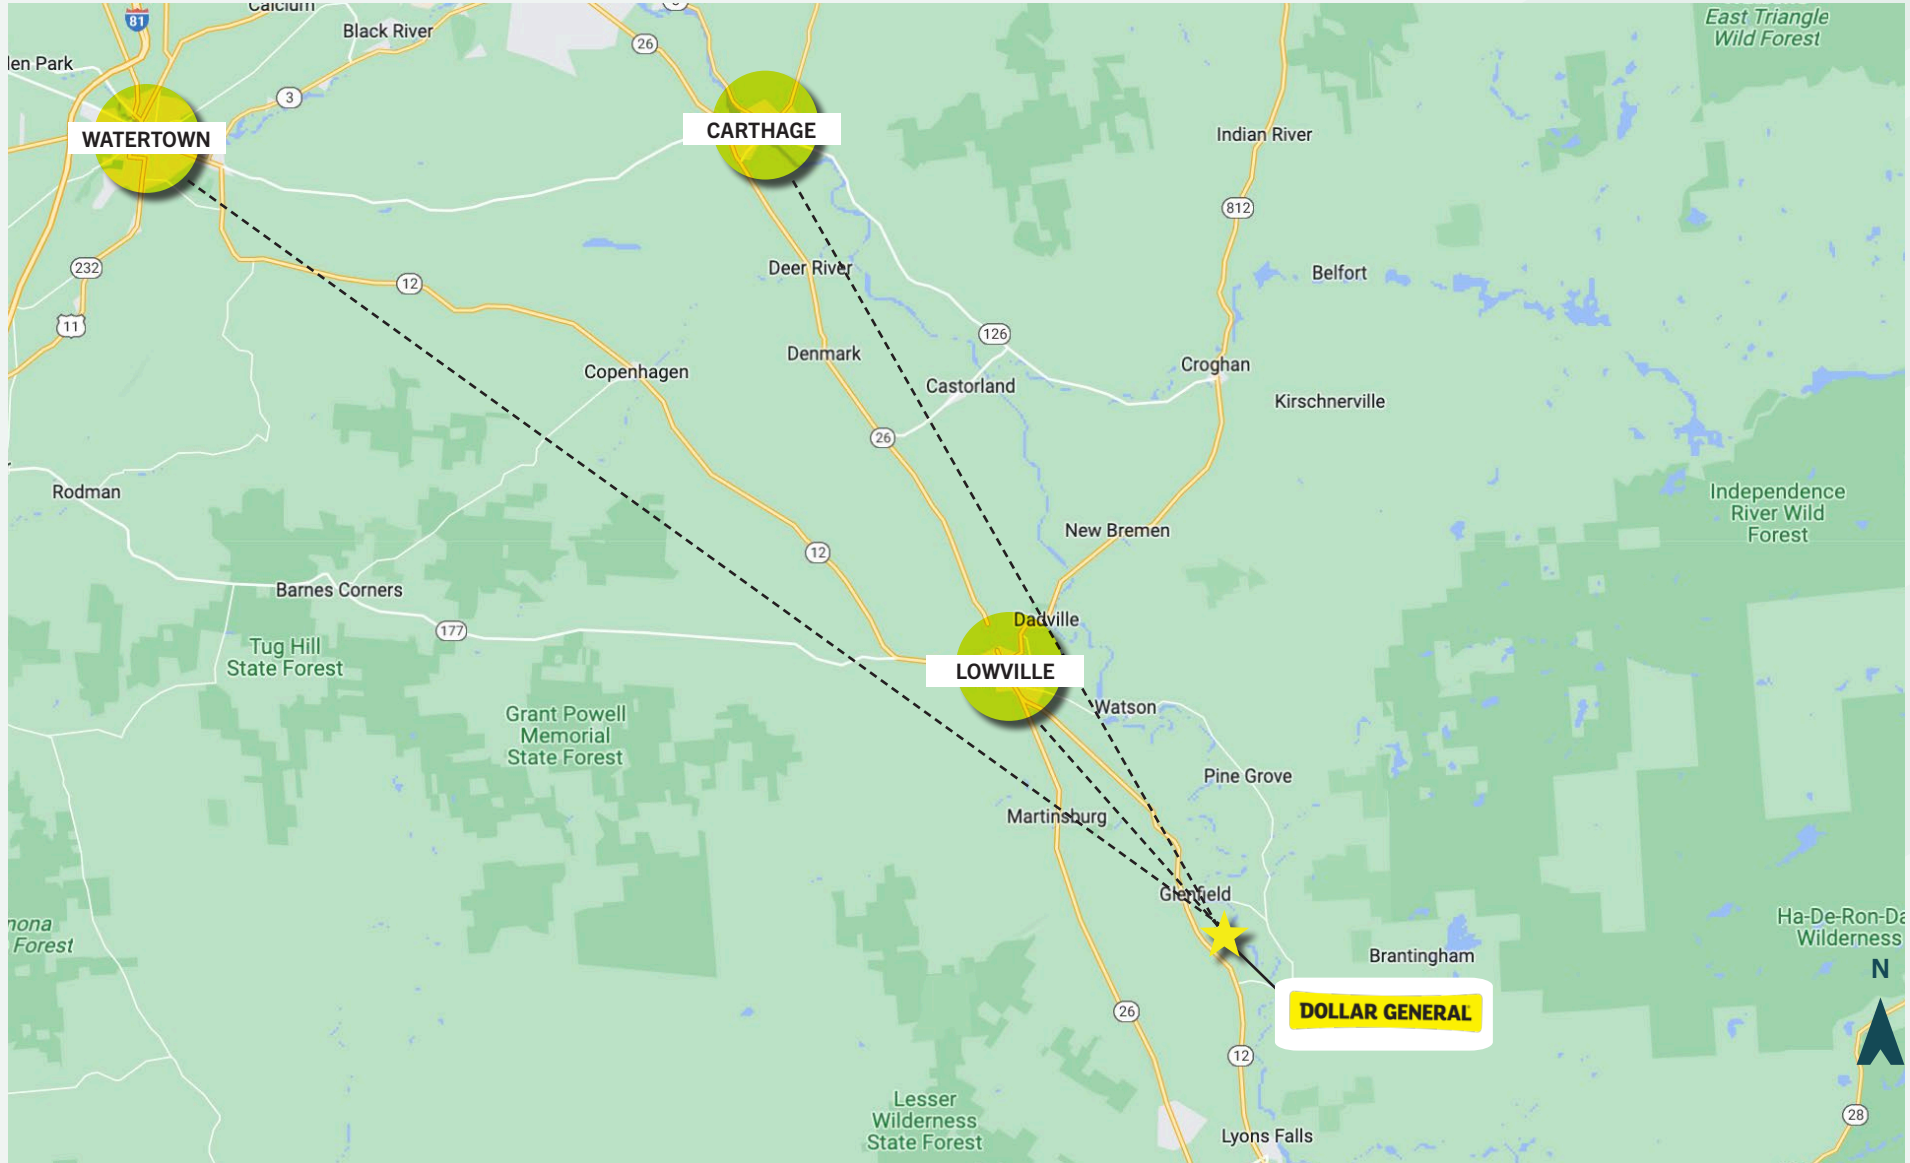 Calcium
81
Black River
26
East Triangle
Wild Forest
3
WATERTOWN
CARTHAGE
Indian River
812
232
12
Deer River
Belfort
11
126
Denmark
Copenhagen
Castorland
Croghan
Kirschnerville
26
Rodman
Independence
River Wild
Forest
New Bremen
12
Barnes Corners
177
Dadville
Tug Hill
State Forest
LOWVILLE
Grant Powell
Memorial
State Forest
Watson
Pine Grove
Martinsburg
Glenfield
Forest
Ha-De-Ron-Da
Wilderness
Brantingham
N
DOLLAR GENERAL
26
12
Lesser
Wilderness
State Forest
28
Lyons Falls